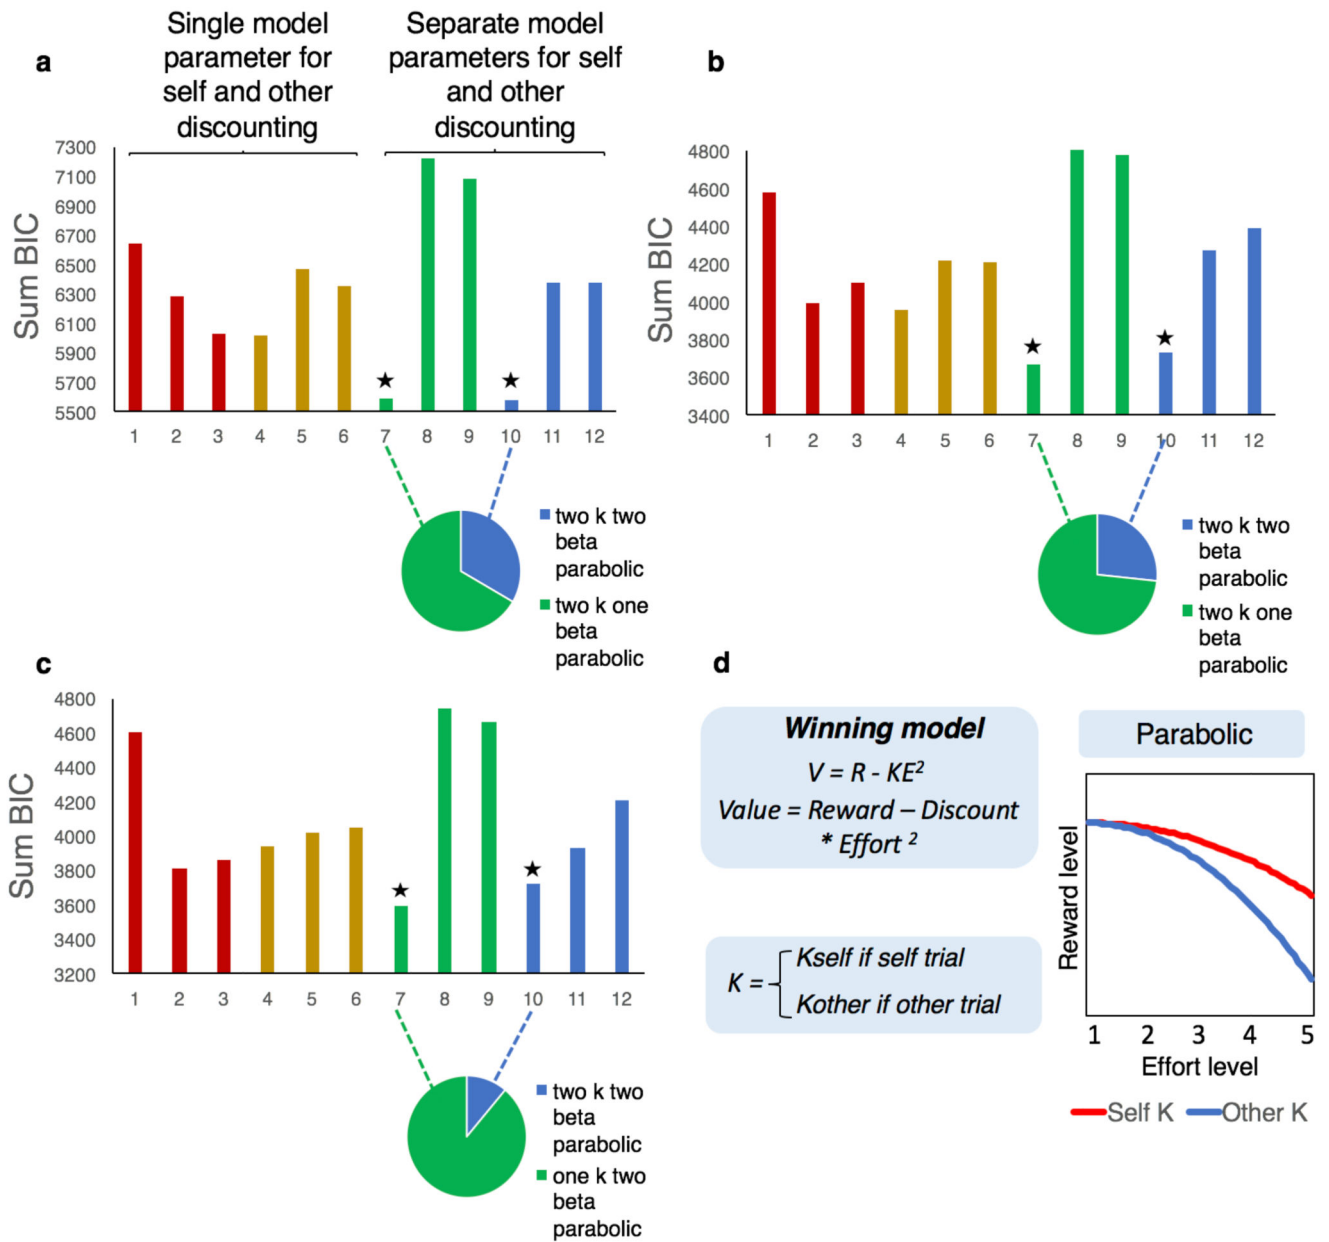 a
Single model
parameter for
self and other
discounting
Separate model
parameters for self
and other
discounting
Sum BIC
7300
7100
6900
6700
6500
6300
6100
5900
5700
5500
1 2 3 4 5 6 7 8 9 10 11 12
two k two
beta
parabolic
two k one
beta
parabolic
b
Sum BIC
4800
4600
4400
4200
4000
3800
3600
3400
1 2 3 4 5 6 7 8 9 10 11 12
two k two
beta
parabolic
two k one
beta
parabolic
c
Sum BIC
4800
4600
4400
4200
4000
3800
3600
3400
3200
1 2 3 4 5 6 7 8 9 10 11 12
two k two
beta
parabolic
one k two
beta
parabolic
d
Winning model
V = R - KE²
Value = Reward – Discount
* Effort ²
K =
Kself if self trial
Kother if other trial
Parabolic
Reward level
1 2 3 4 5
Effort level
Self K Other K